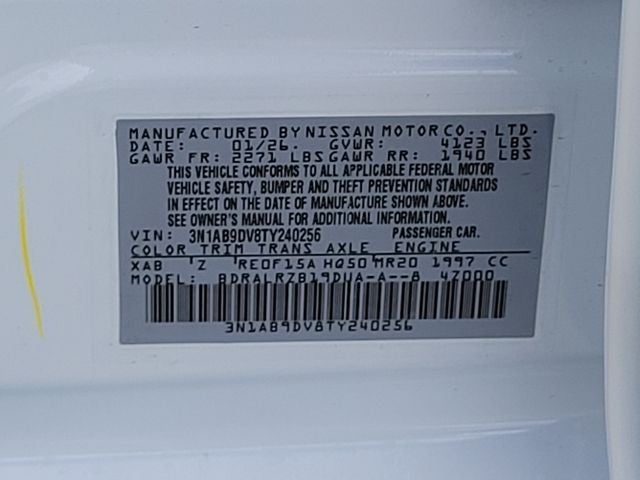 MANUFACTURED BY NISSAN MOTOR CO., LTD.
DATE: 01/26. GVWR: 4123 LBS
GAWR FR: 2271 LBS GAWR RR: 1940 LBS
THIS VEHICLE CONFORMS TO ALL APPLICABLE FEDERAL MOTOR
VEHICLE SAFETY, BUMPER AND THEFT PREVENTION STANDARDS
IN EFFECT ON THE DATE OF MANUFACTURE SHOWN ABOVE.
SEE OWNER'S MANUAL FOR ADDITIONAL INFORMATION.
VIN: 3N1AB9DV8TY240256 PASSENGER CAR.
COLOR TRIM TRANS AXLE ENGINE
XAB Z RE0F15A HQ50 MR20 1997 CC
MODEL: BDRALRZB19DUA-A--8 4Z000
3N1AB9DV8TY240256